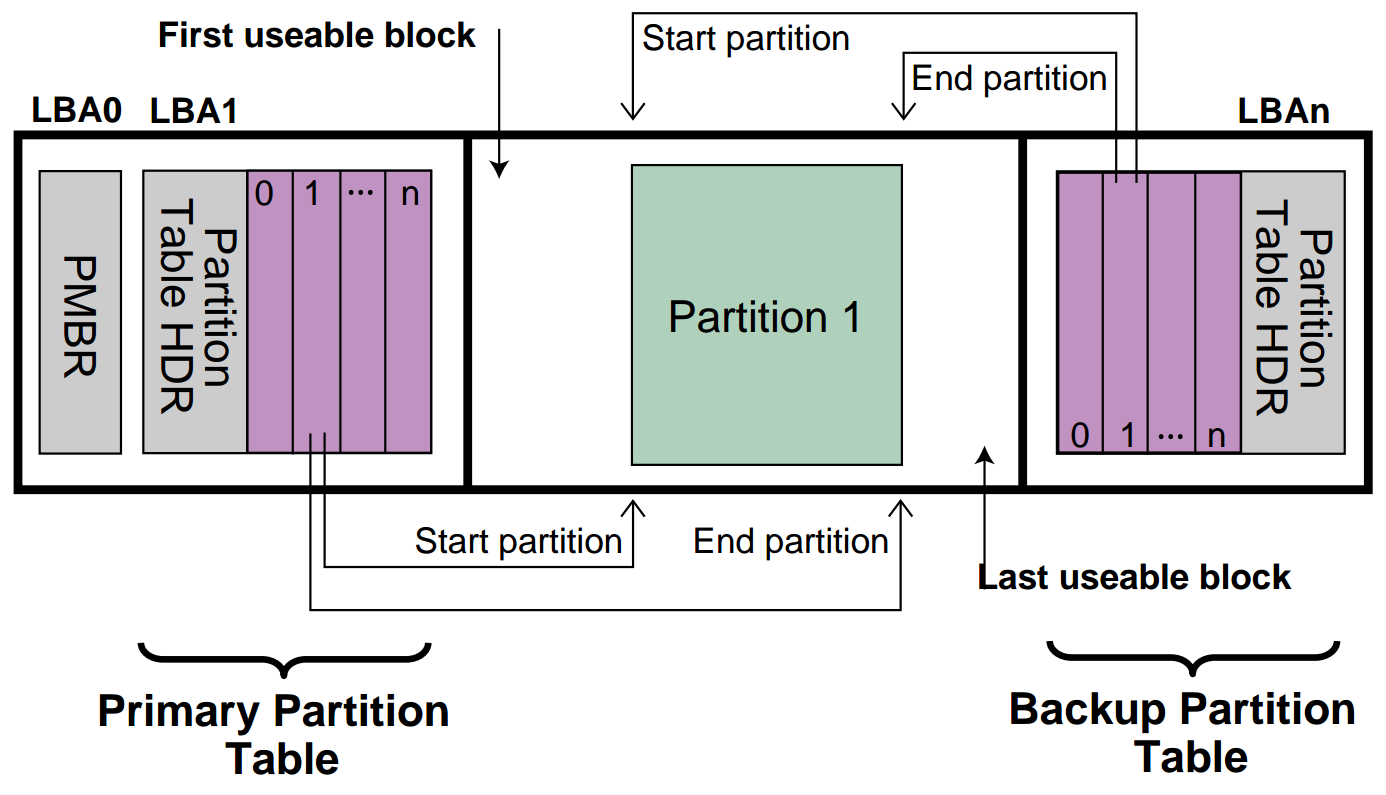 First useable block
Start partition
End partition
LBA0
LBA1
LBAn
PMBR
Partition
Table HDR
0 1 ... n
Partition 1
0 1 ... n
Partition
Table HDR
Start partition
End partition
Last useable block
Primary Partition
Table
Backup Partition
Table